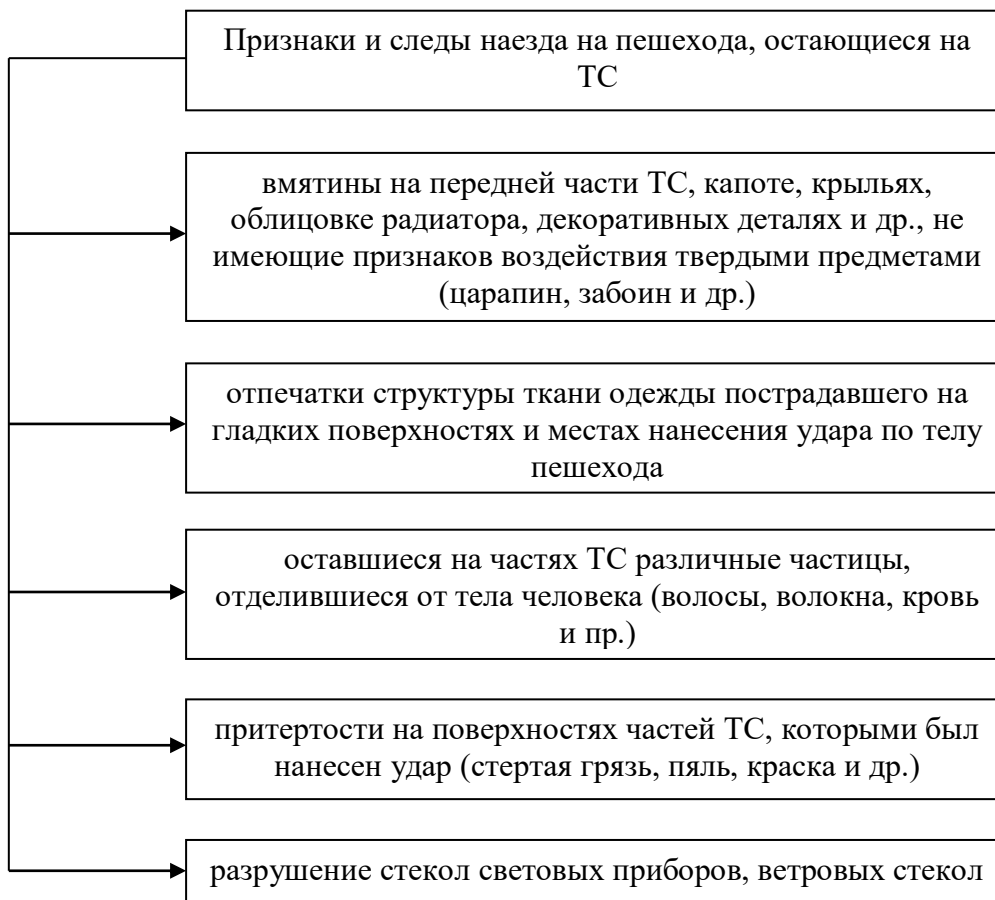 Признаки и следы наезда на пешехода, остающиеся на
ТС
вмятины на передней части ТС, капоте, крыльях,
облицовке радиатора, декоративных деталях и др., не
имеющие признаков воздействия твердыми предметами
(царапин, забоин и др.)
отпечатки структуры ткани одежды пострадавшего на
гладких поверхностях и местах нанесения удара по телу
пешехода
оставшиеся на частях ТС различные частицы,
отделившиеся от тела человека (волосы, волокна, кровь
и пр.)
притертости на поверхностях частей ТС, которыми был
нанесен удар (стертая грязь, пяль, краска и др.)
разрушение стекол световых приборов, ветровых стекол